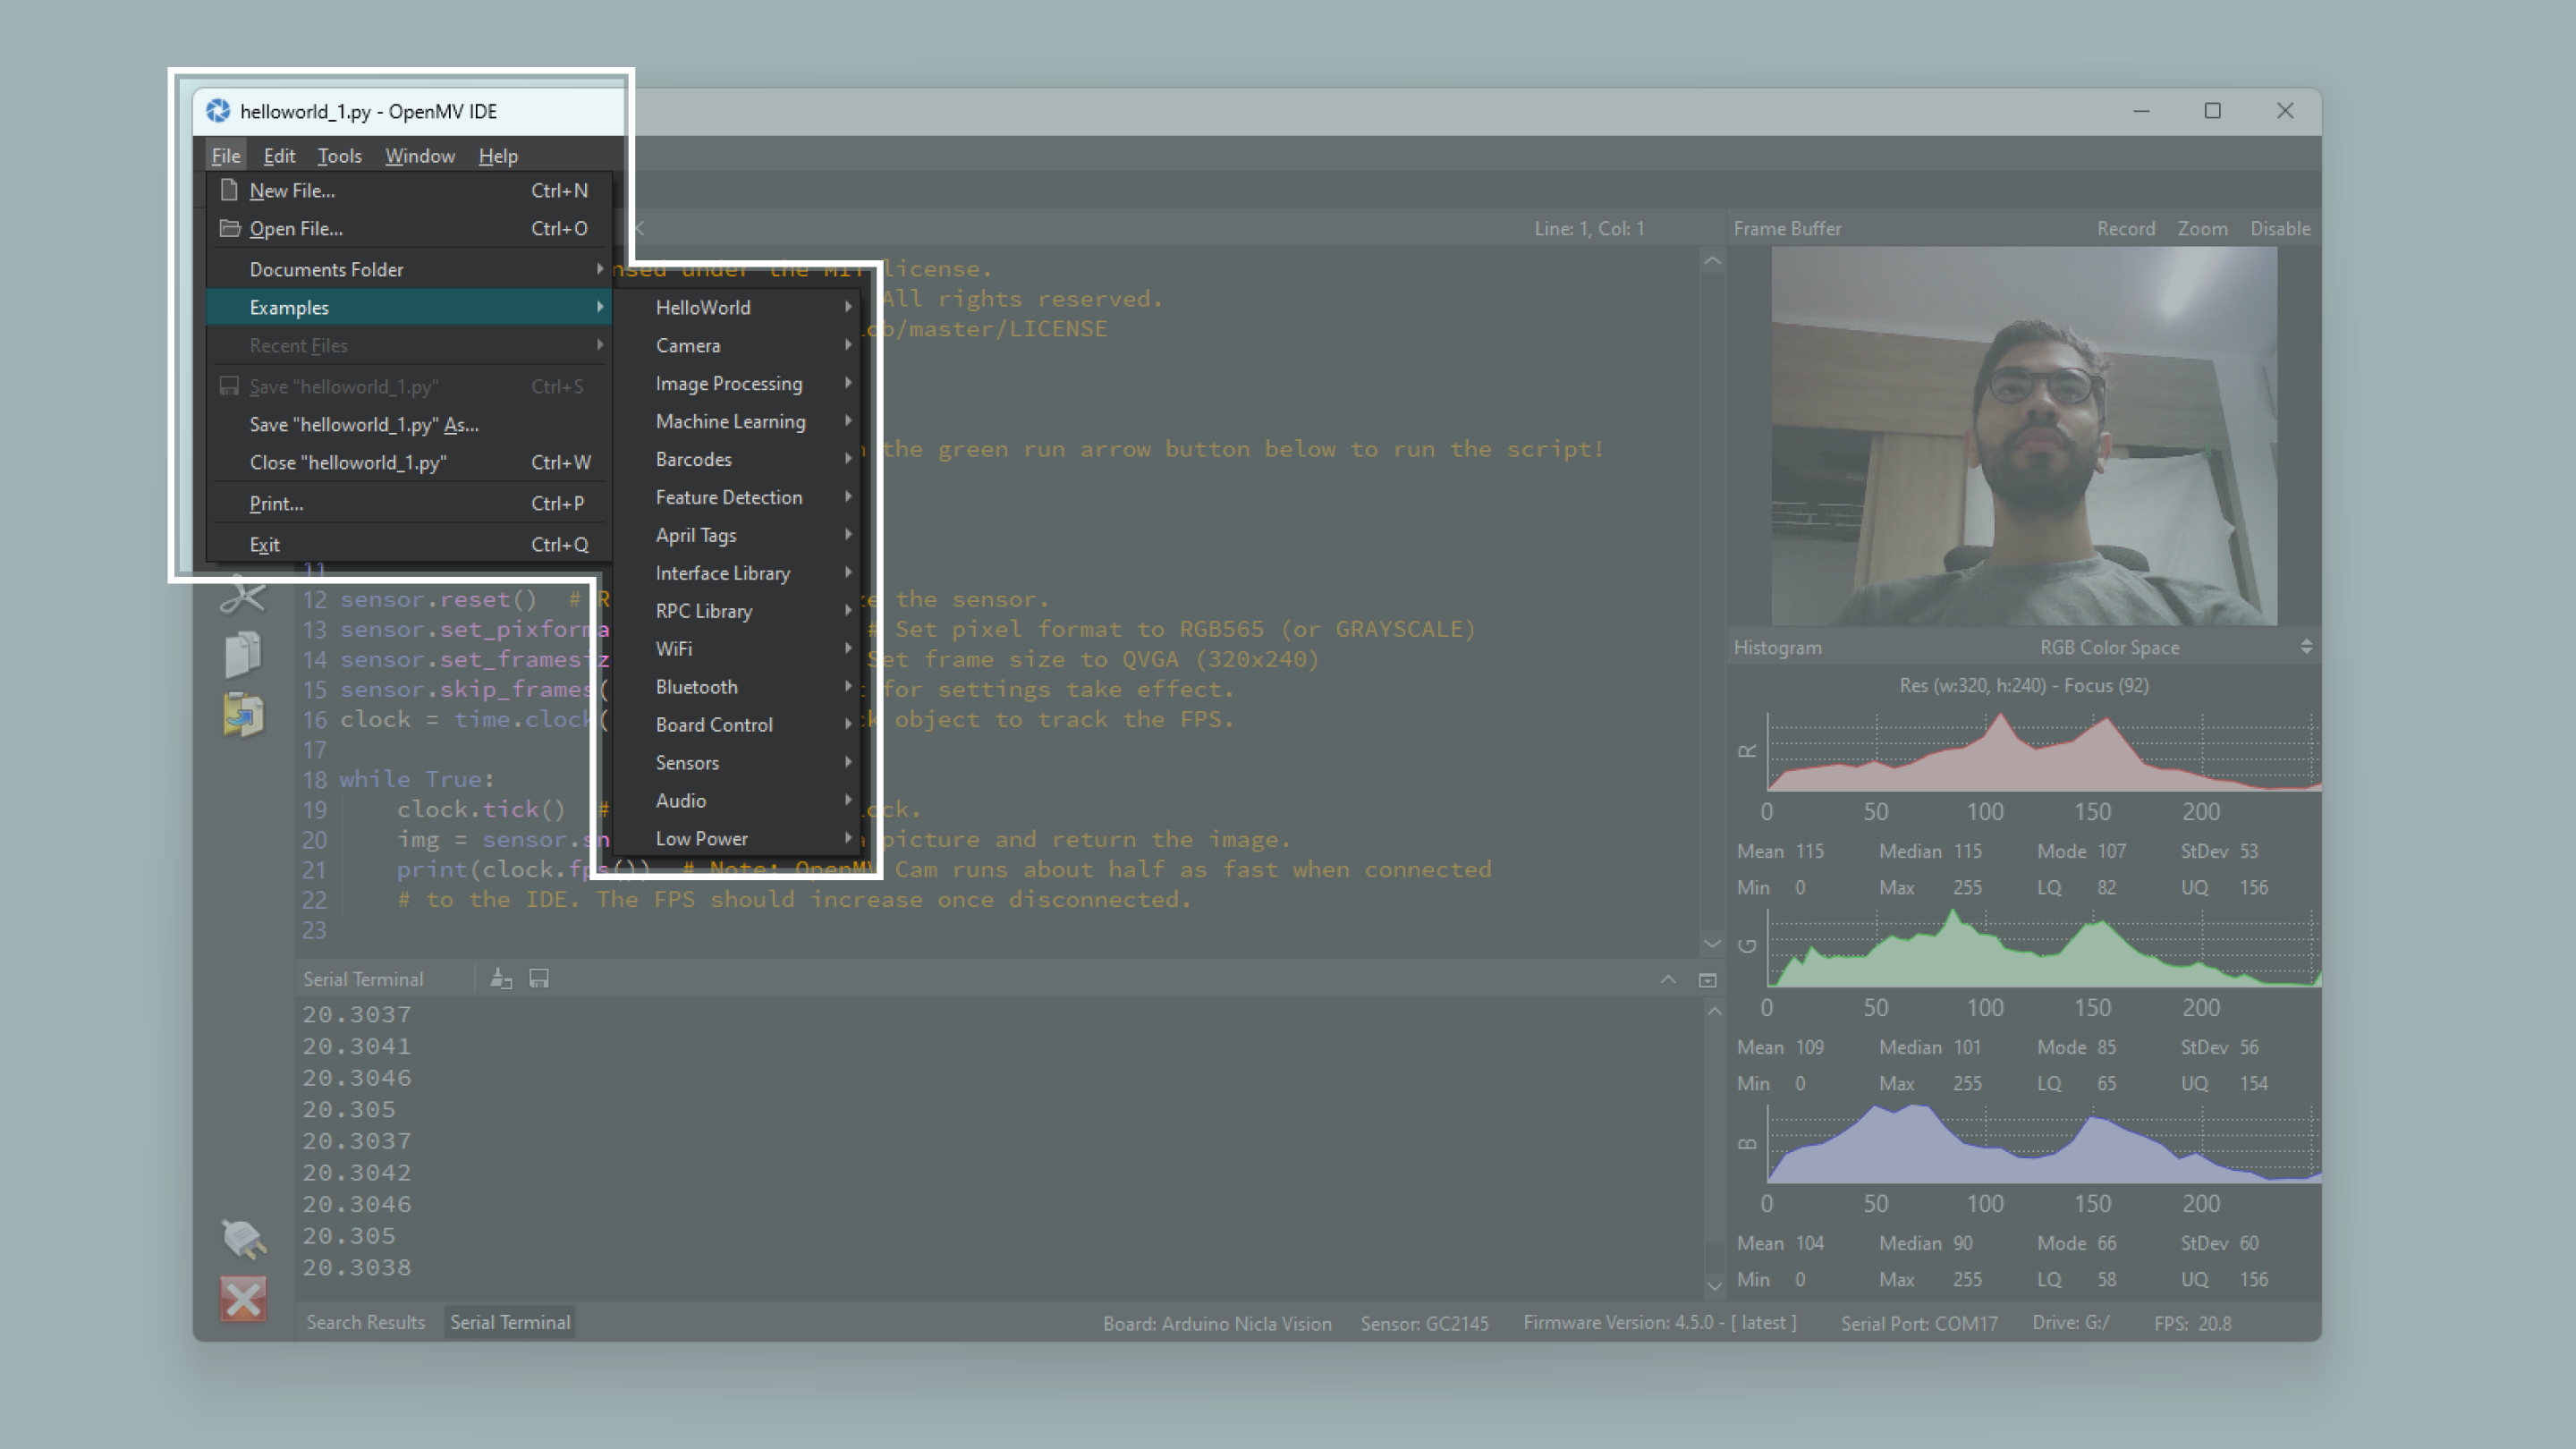 helloworld_1.py - OpenMV IDE
File Edit Tools Window Help
New File... Ctrl+N
Open File... Ctrl+O
Documents Folder
Examples
Recent Files
Save "helloworld_1.py" Ctrl+S
Save "helloworld_1.py" As...
Close "helloworld_1.py" Ctrl+W
Print... Ctrl+P
Exit Ctrl+Q
HelloWorld
Camera
Image Processing
Machine Learning
Barcodes
Feature Detection
April Tags
Interface Library
RPC Library
WiFi
Bluetooth
Board Control
Sensors
Audio
Low Power
Line: 1, Col: 1
under the MIT license.
All rights reserved.
/master/LICENSE
the green run arrow button below to run the script!
11
12 sensor.reset() # the sensor.
13 sensor.set_pixforma # Set pixel format to RGB565 (or GRAYSCALE)
14 sensor.set_framesiz Set frame size to QVGA (320x240)
15 sensor.skip_frames( for settings take effect.
16 clock = time.clock( object to track the FPS.
17
18 while True:
19 clock.tick() #
20 img = sensor.sn picture and return the image.
21 print(clock.fps()) # Note: OpenMV Cam runs about half as fast when connected
22 # to the IDE. The FPS should increase once disconnected.
23
Serial Terminal
20.3037
20.3041
20.3046
20.305
20.3037
20.3042
20.3046
20.305
20.3038
Search Results Serial Terminal
Frame Buffer Record Zoom Disable
Histogram RGB Color Space
Res (w:320, h:240) - Focus (92)
R
0 50 100 150 200
Mean 115 Median 115 Mode 107 StDev 53
Min 0 Max 255 LQ 82 UQ 156
G
0 50 100 150 200
Mean 109 Median 101 Mode 85 StDev 56
Min 0 Max 255 LQ 65 UQ 154
B
0 50 100 150 200
Mean 104 Median 90 Mode 66 StDev 60
Min 0 Max 255 LQ 58 UQ 156
Board: Arduino Nicla Vision Sensor: GC2145 Firmware Version: 4.5.0 - [ latest ] Serial Port: COM17 Drive: G:/ FPS: 20.8